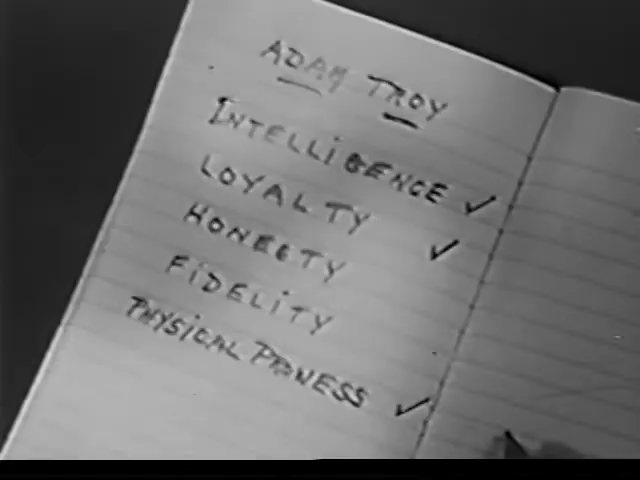 ADAM TROY
INTELLIGENCE ✓
LOYALTY ✓
HONESTY
FIDELITY
PHYSICAL PROWESS ✓